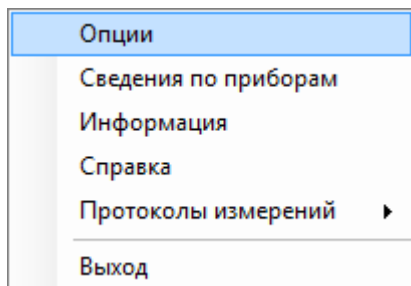 Опции
Сведения по приборам
Информация
Справка
Протоколы измерений
Выход